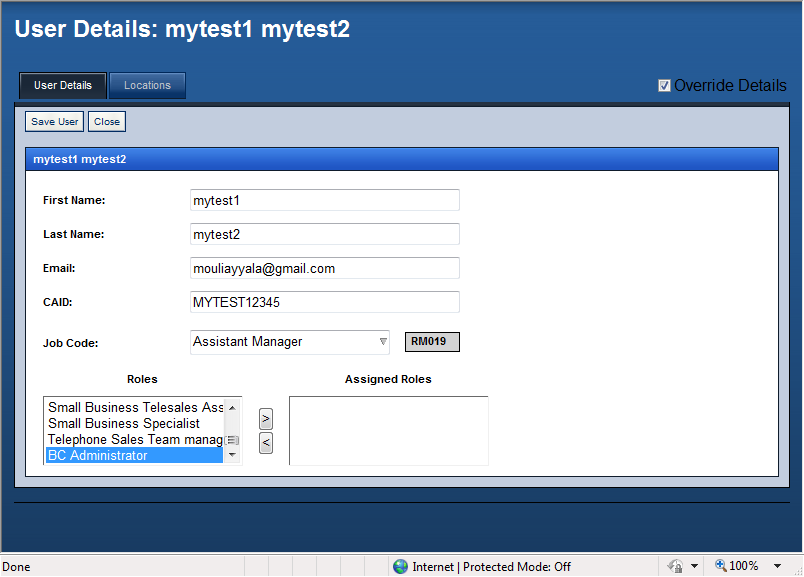 User Details: mytest1 mytest2
User Details Locations Override Details
Save User Close
mytest1 mytest2
First Name: mytest1
Last Name: mytest2
Email: mouliayyala@gmail.com
CAID: MYTEST12345
Job Code: Assistant Manager RM019
Roles Assigned Roles
Small Business Telesales Ass
Small Business Specialist
>
Telephone Sales Team manag
<
BC Administrator
Done Internet | Protected Mode: Off 100%